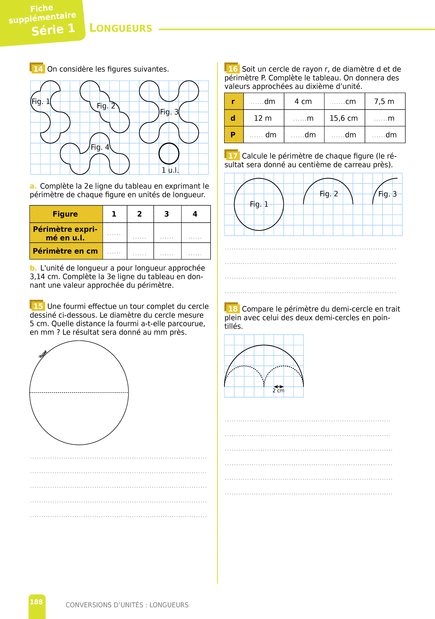 Fiche
supplémentaire
Série 1
LONGUEURS
14 On considère les figures suivantes.
Fig. 1
Fig. 2
Fig. 3
Fig. 4
1 u.l.
a. Complète la 2e ligne du tableau en exprimant le
périmètre de chaque figure en unités de longueur.
Figure 1 2 3 4
Périmètre expri-
mé en u.l. ...... ...... ...... ......
Périmètre en cm ...... ...... ...... ......
b. L'unité de longueur a pour longueur approchée
3,14 cm. Complète la 3e ligne du tableau en don-
nant une valeur approchée du périmètre.
15 Une fourmi effectue un tour complet du cercle
dessiné ci-dessous. Le diamètre du cercle mesure
5 cm. Quelle distance la fourmi a-t-elle parcourue,
en mm ? Le résultat sera donné au mm près.
16 Soit un cercle de rayon r, de diamètre d et de
périmètre P. Complète le tableau. On donnera des
valeurs approchées au dixième d'unité.
r ......dm 4 cm ......cm 7,5 m
d 12 m ......m 15,6 cm ......m
P ...... dm ......dm ......dm ......dm
17 Calcule le périmètre de chaque figure (le ré-
sultat sera donné au centième de carreau près).
Fig. 1
Fig. 2
Fig. 3
18 Compare le périmètre du demi-cercle en trait
plein avec celui des deux demi-cercles en poin-
tillés.
2 cm
188 CONVERSIONS D'UNITÉS : LONGUEURS